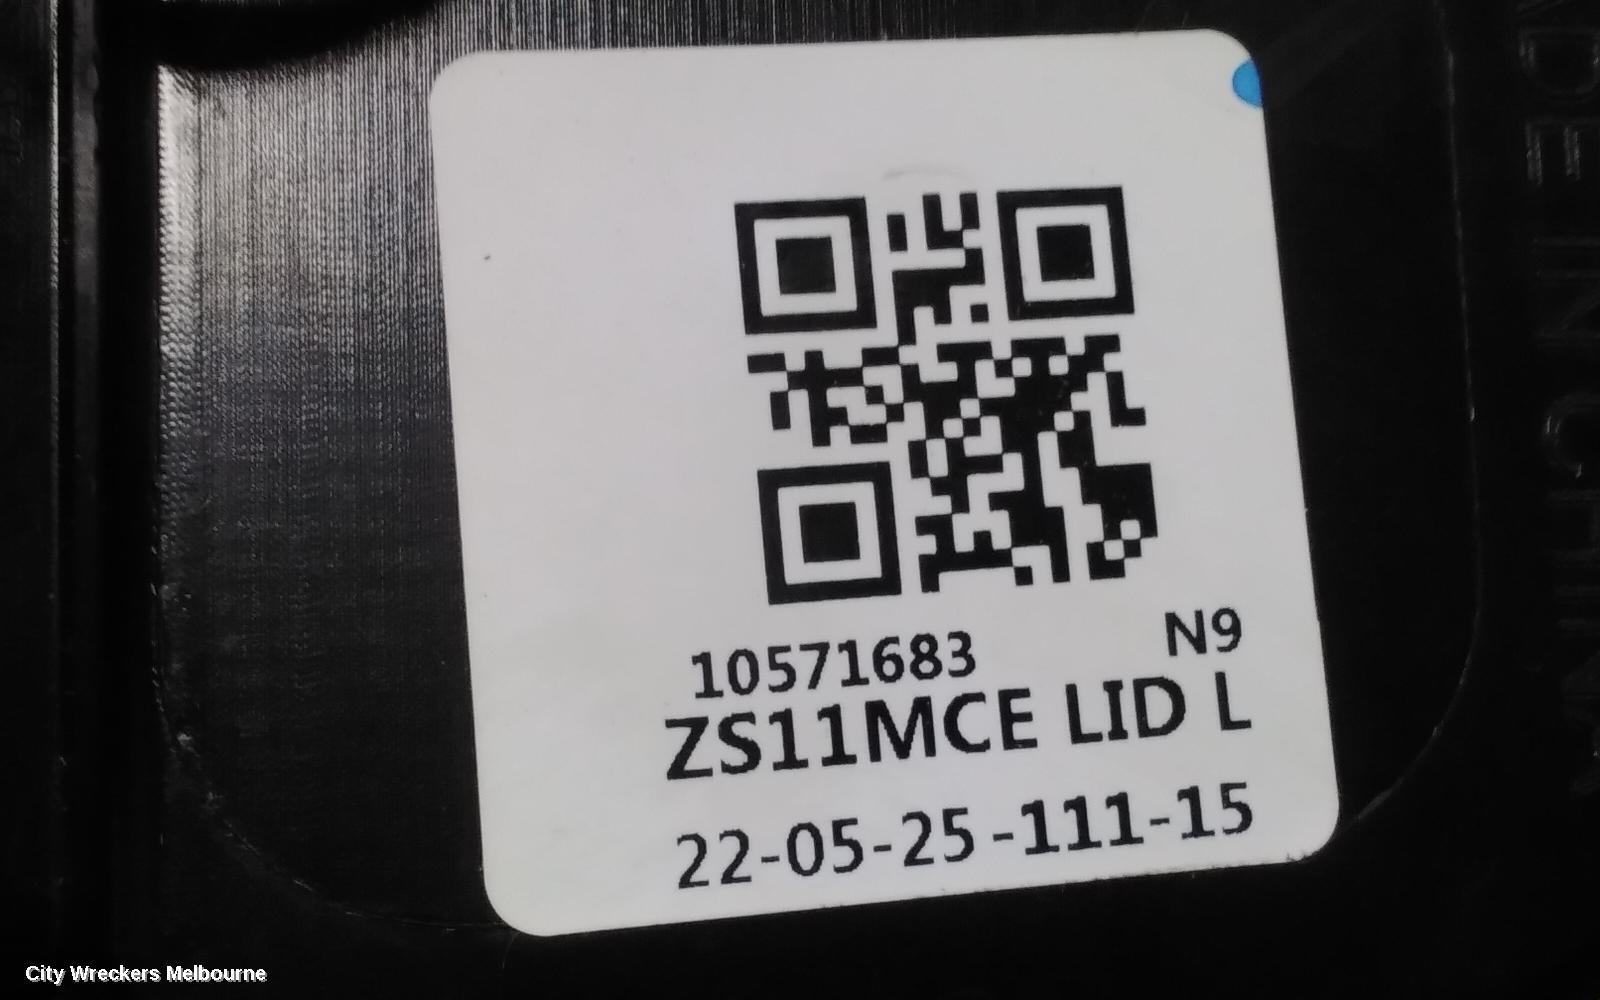 10571683 N9
ZS11MCE LID L
22-05-25-111-15
City Wreckers Melbourne